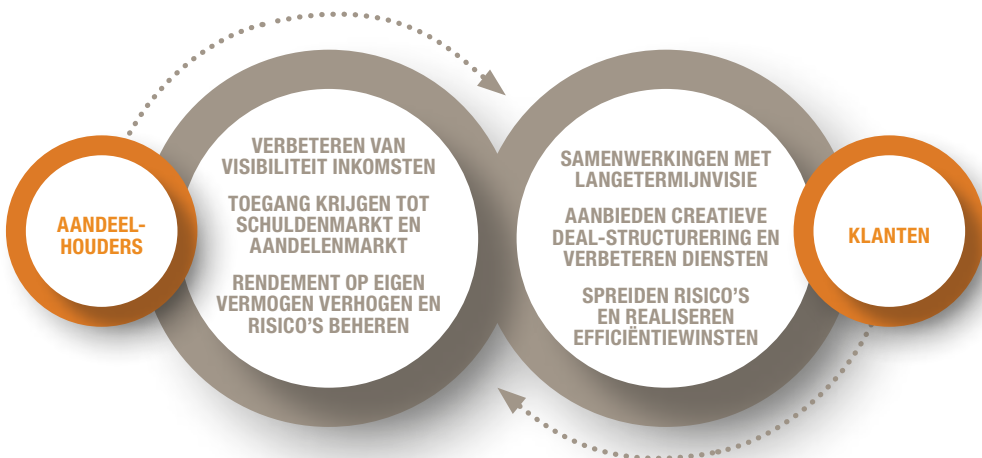 AANDEEL-
HOUDERS
VERBETEREN VAN
VISIBILITEIT INKOMSTEN
TOEGANG KRIJGEN TOT
SCHULDENMARKT EN
AANDELENMARKT
RENDEMENT OP EIGEN
VERMOGEN VERHOGEN EN
RISICO’S BEHEREN
SAMENWERKINGEN MET
LANGETERMIJNVISIE
AANBIEDEN CREATIEVE
DEAL-STRUCTURERING EN
VERBETEREN DIENSTEN
SPREIDEN RISICO’S
EN REALISEREN
EFFICIËNTIEWINSTEN
KLANTEN